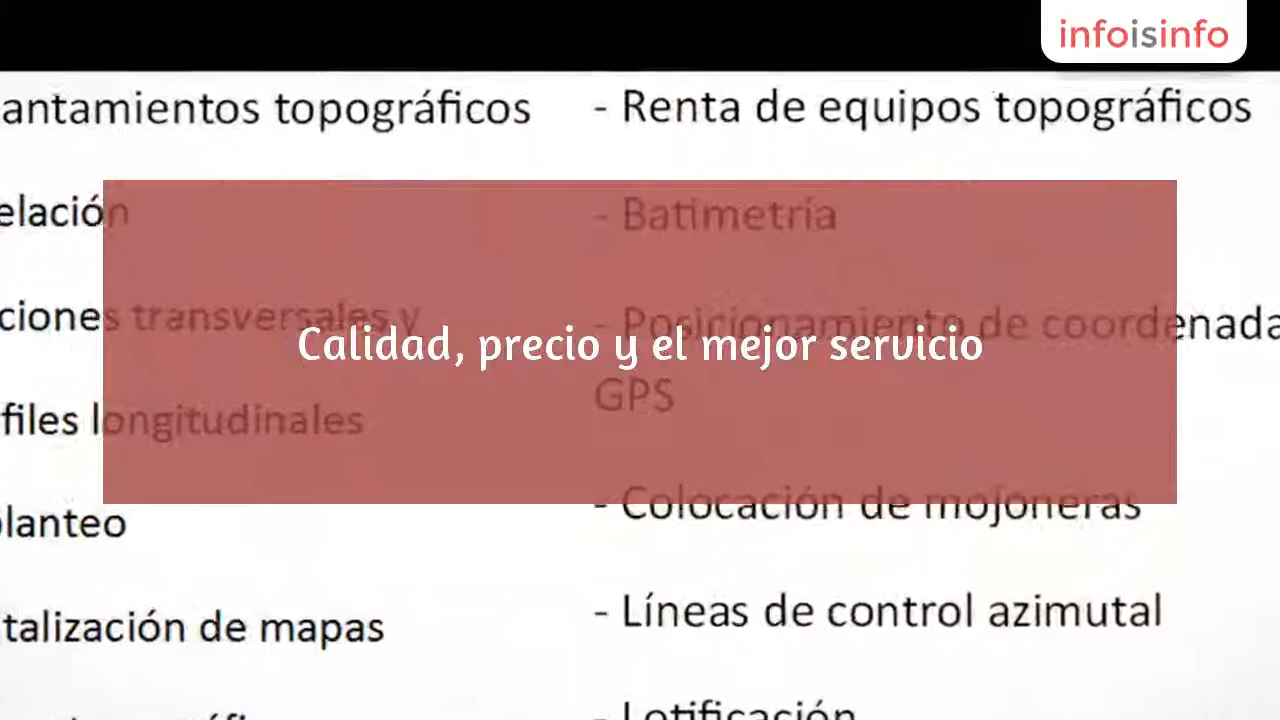 infoisinfo
antamientos topográficos
elación
ciones transversales y
files longitudinales
lanteo
talización de mapas
- Renta de equipos topográficos
- Batimetría
- Posicionamiento de coordenada
GPS
- Colocación de mojoneras
- Líneas de control azimutal
- Lotificación
Calidad, precio y el mejor servicio